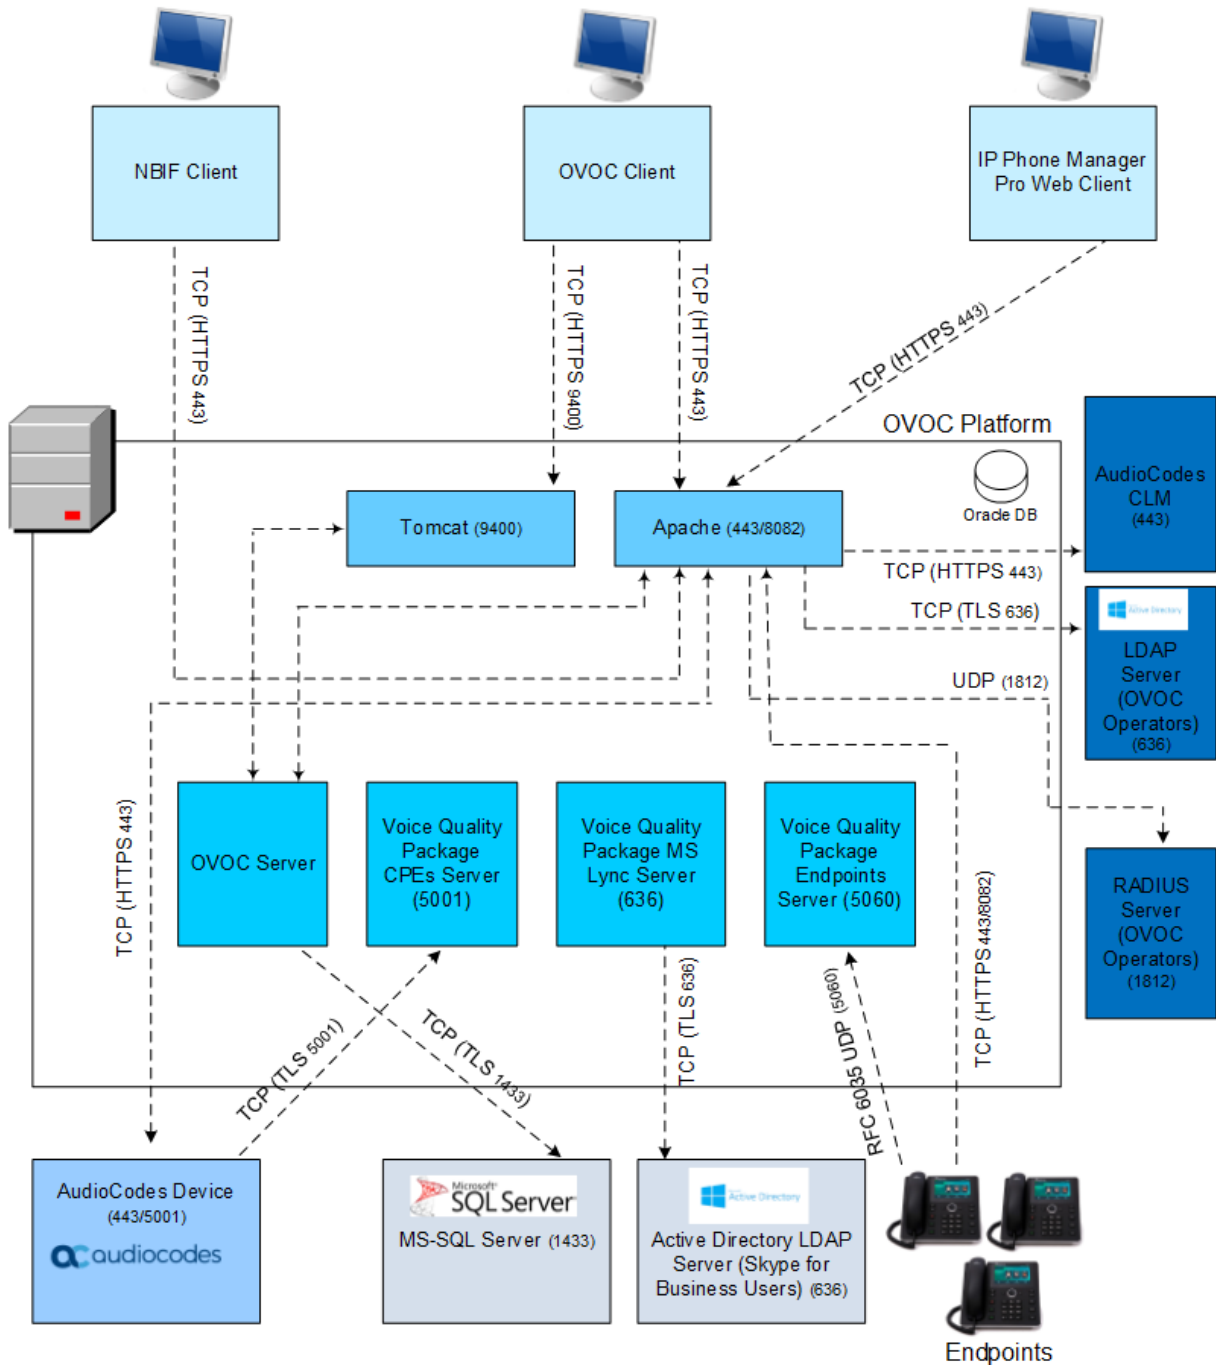 NBIF Client
OVOC Client
IP Phone Manager
Pro Web Client
TCP (HTTPS 443)
TCP (HTTPS 9400)
TCP (HTTPS 443)
TCP (HTTPS 443)
OVOC Platform
Oracle DB
Tomcat (9400)
Apache (443/8082)
AudioCodes
CLM
(443)
TCP (HTTPS 443)
TCP (TLS 636)
UDP (1812)
Active Directory
LDAP
Server
(OVOC
Operators)
(636)
TCP (HTTPS 443)
OVOC Server
Voice Quality
Package
CPEs Server
(5001)
Voice Quality
Package MS
Lync Server
(636)
Voice Quality
Package
Endpoints
Server (5060)
RADIUS
Server
(OVOC
Operators)
(1812)
TCP (TLS 5001)
TCP (TLS 1433)
TCP (TLS 636)
RFC 6035 UDP (5060)
TCP (HTTPS 443/8082)
AudioCodes Device
(443/5001)
audiocodes
Microsoft
SQL Server
MS-SQL Server (1433)
Active Directory
Active Directory LDAP
Server (Skype for
Business Users) (636)
Endpoints